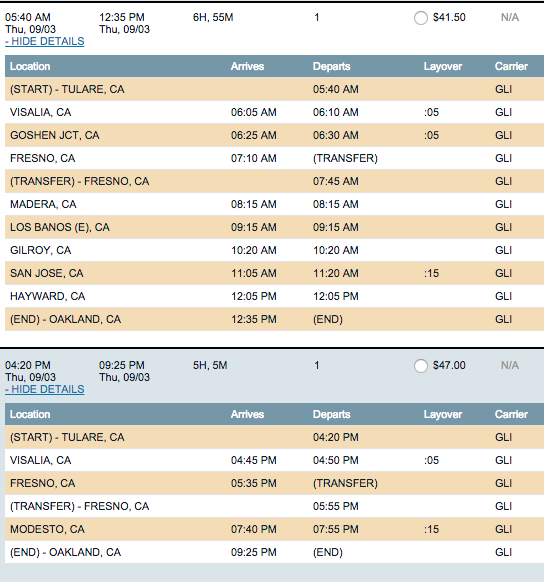 05:40 AM 12:35 PM 6H, 55M 1 $41.50 N/A
Thu, 09/03 Thu, 09/03
- HIDE DETAILS
Location Arrives Departs Layover Carrier
(START) - TULARE, CA 05:40 AM GLI
VISALIA, CA 06:05 AM 06:10 AM :05 GLI
GOSHEN JCT, CA 06:25 AM 06:30 AM :05 GLI
FRESNO, CA 07:10 AM (TRANSFER) GLI
(TRANSFER) - FRESNO, CA 07:45 AM GLI
MADERA, CA 08:15 AM 08:15 AM GLI
LOS BANOS (E), CA 09:15 AM 09:15 AM GLI
GILROY, CA 10:20 AM 10:20 AM GLI
SAN JOSE, CA 11:05 AM 11:20 AM :15 GLI
HAYWARD, CA 12:05 PM 12:05 PM GLI
(END) - OAKLAND, CA 12:35 PM (END) GLI
04:20 PM 09:25 PM 5H, 5M 1 $47.00 N/A
Thu, 09/03 Thu, 09/03
- HIDE DETAILS
Location Arrives Departs Layover Carrier
(START) - TULARE, CA 04:20 PM GLI
VISALIA, CA 04:45 PM 04:50 PM :05 GLI
FRESNO, CA 05:35 PM (TRANSFER) GLI
(TRANSFER) - FRESNO, CA 05:55 PM GLI
MODESTO, CA 07:40 PM 07:55 PM :15 GLI
(END) - OAKLAND, CA 09:25 PM (END) GLI